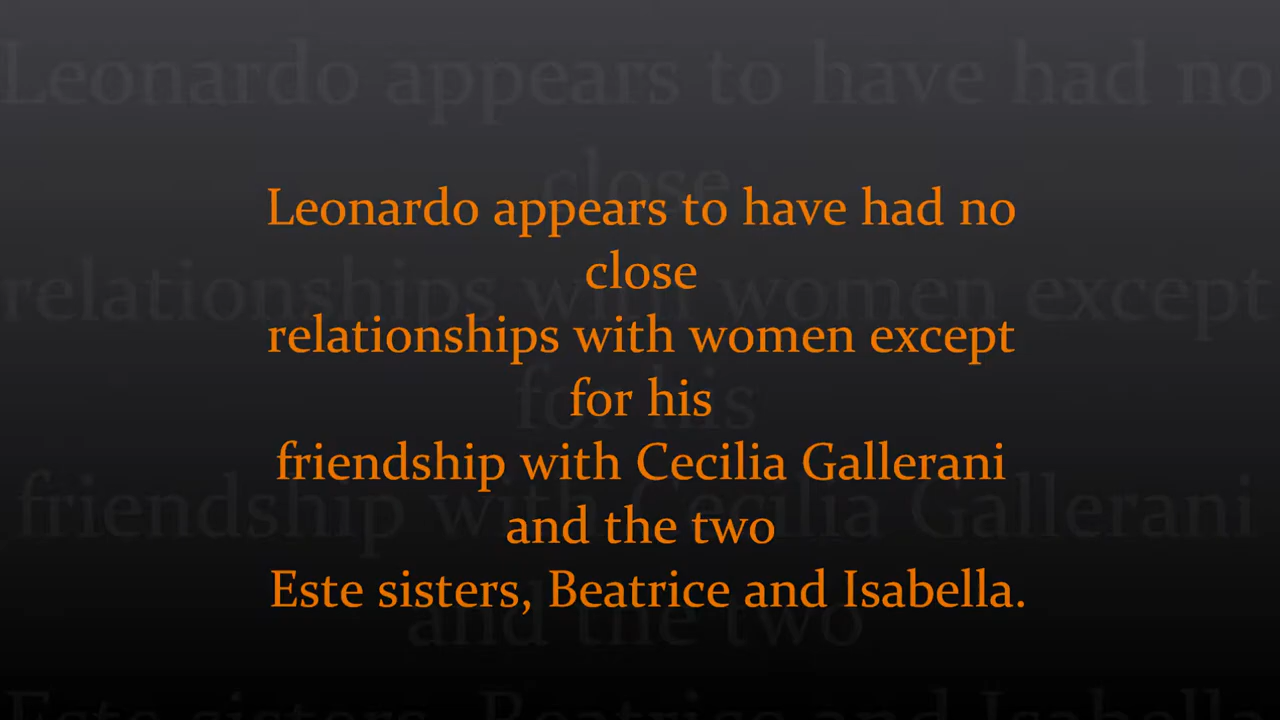 Leonardo appears to have had no
close
relationships with women except
for his
friendship with Cecilia Gallerani
and the two
Este sisters, Beatrice and Isabella.